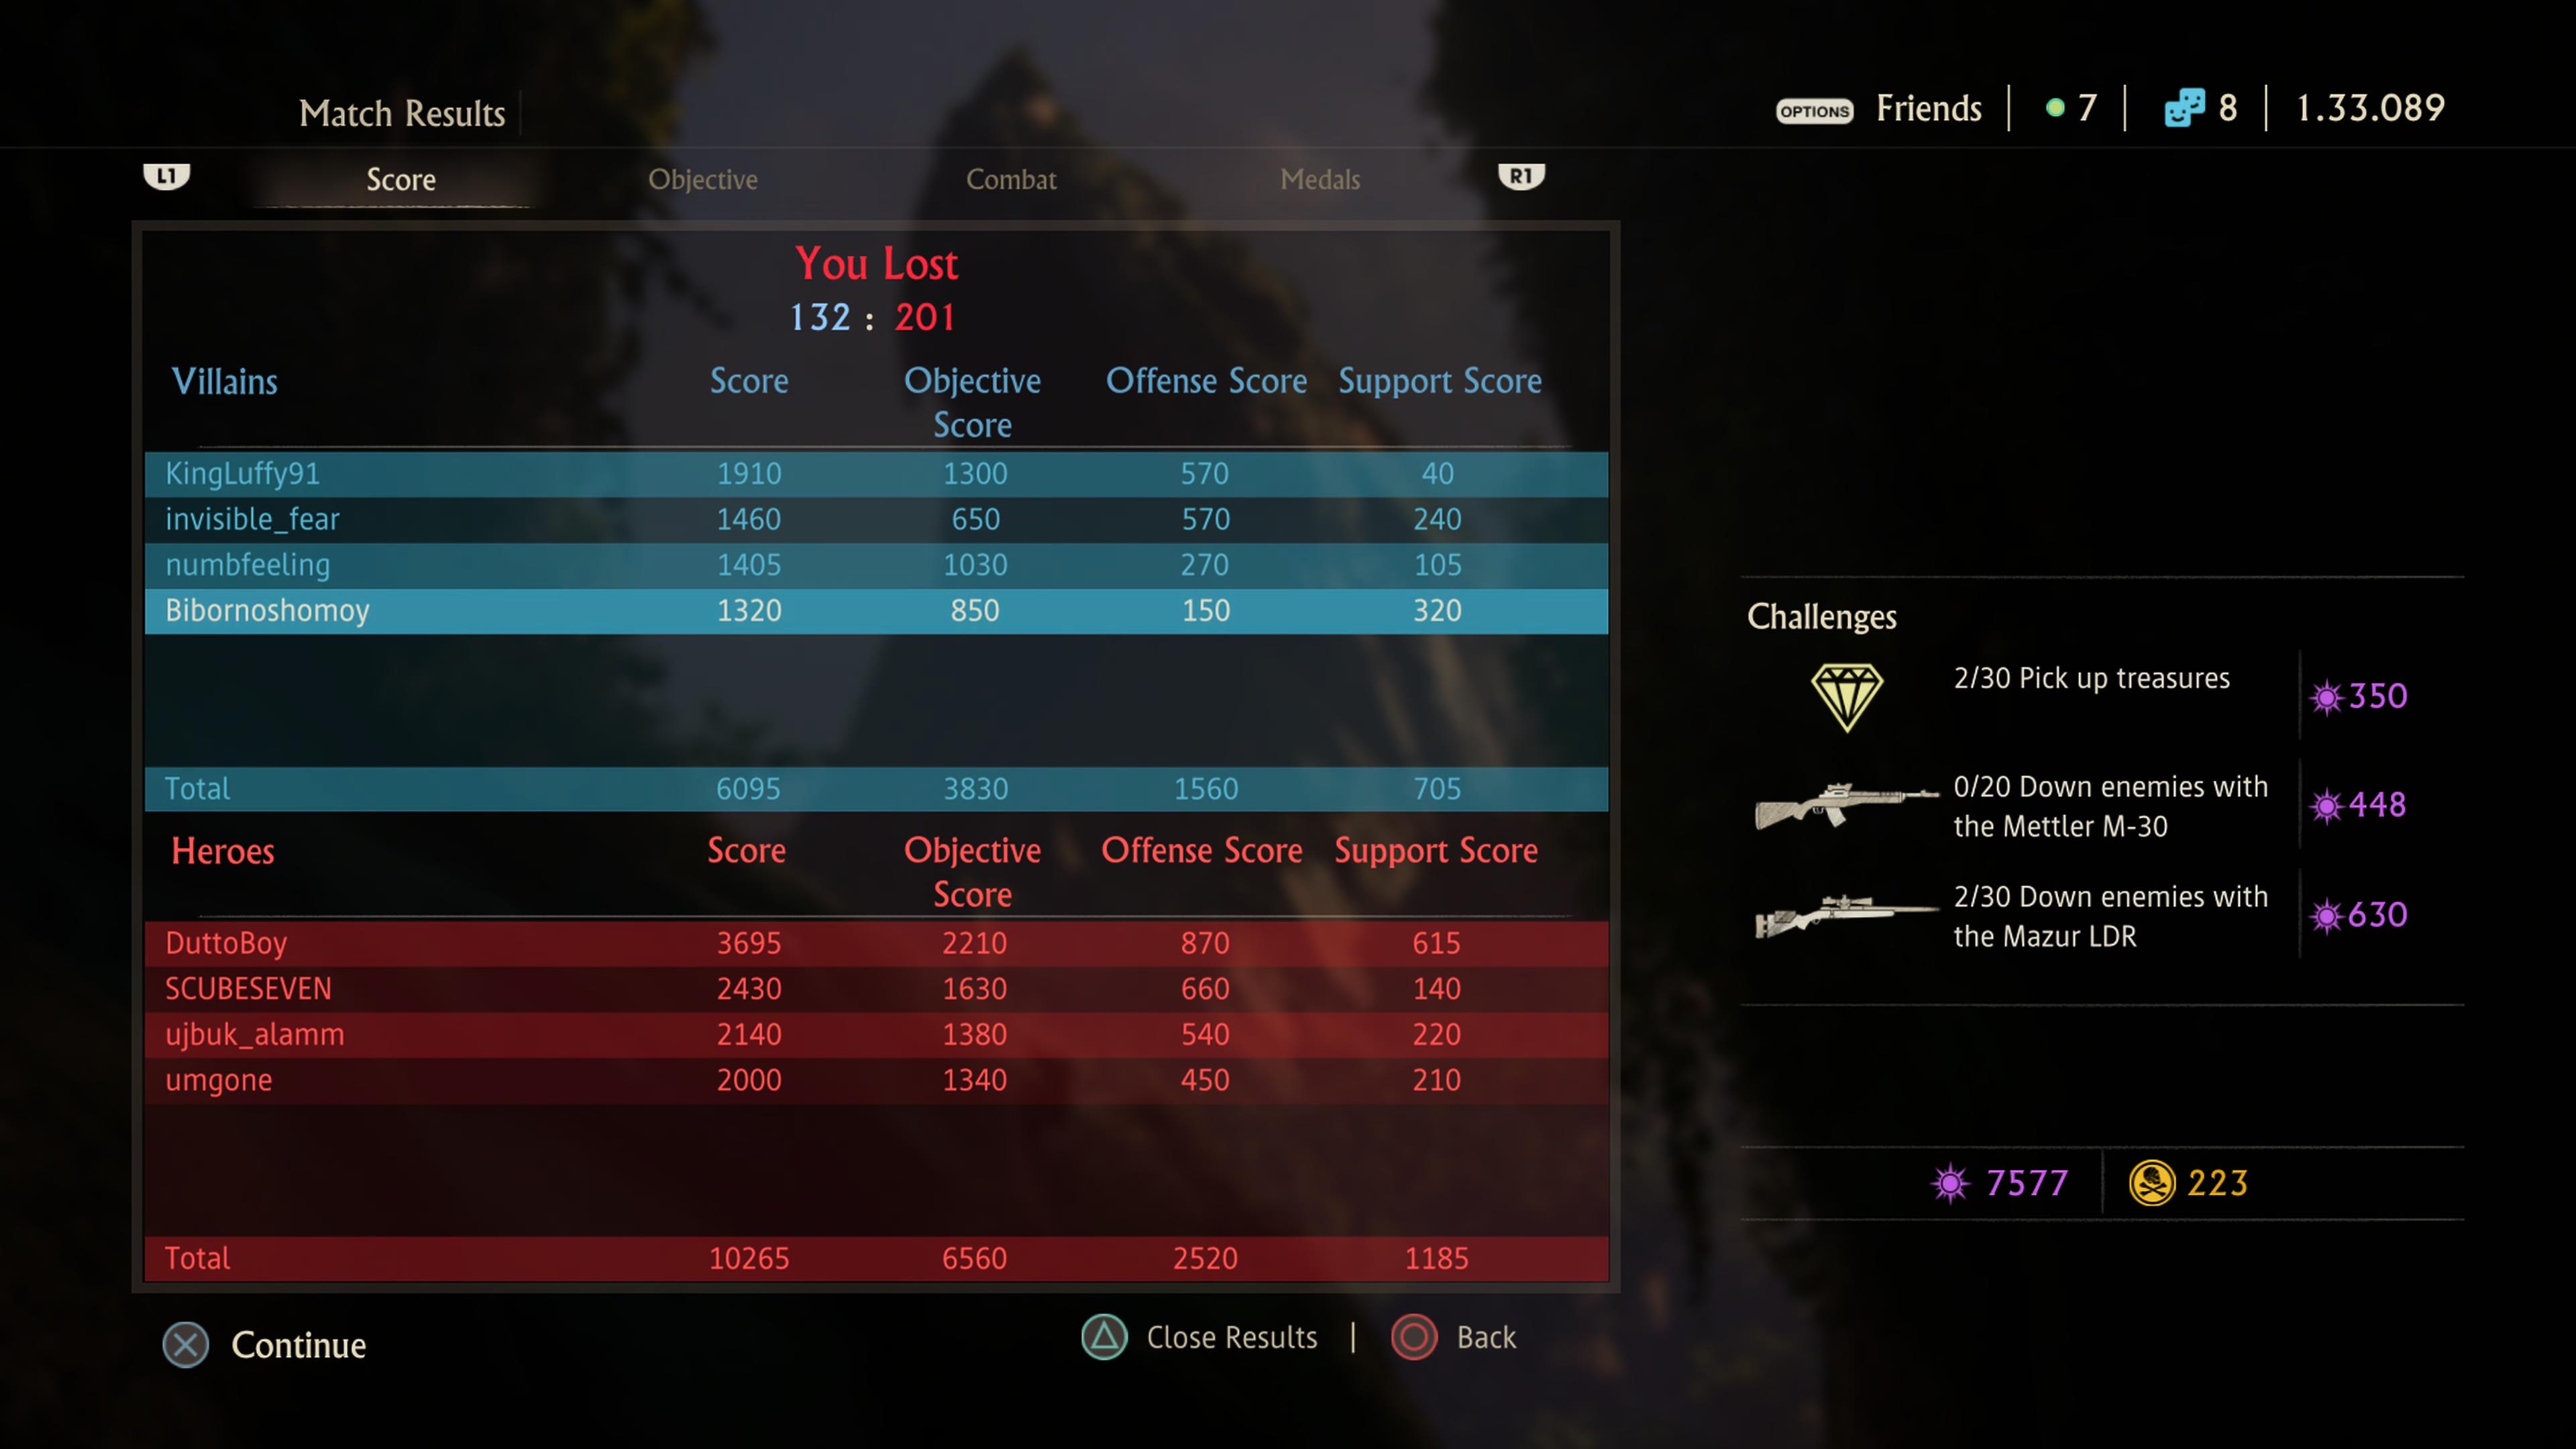 Match Results
OPTIONS Friends 7 8 1.33.089
L1 Score Objective Combat Medals R1
You Lost
132 : 201
Villains Score Objective Score Offense Score Support Score
KingLuffy91 1910 1300 570 40
invisible_fear 1460 650 570 240
numbfeeling 1405 1030 270 105
Bibornoshomoy 1320 850 150 320
Total 6095 3830 1560 705
Heroes Score Objective Score Offense Score Support Score
DuttoBoy 3695 2210 870 615
SCUBESEVEN 2430 1630 660 140
ujbuk_alamm 2140 1380 540 220
umgone 2000 1340 450 210
Total 10265 6560 2520 1185
Continue
Close Results | Back
Challenges
2/30 Pick up treasures 350
0/20 Down enemies with
the Mettler M-30 448
2/30 Down enemies with
the Mazur LDR 630
7577 223